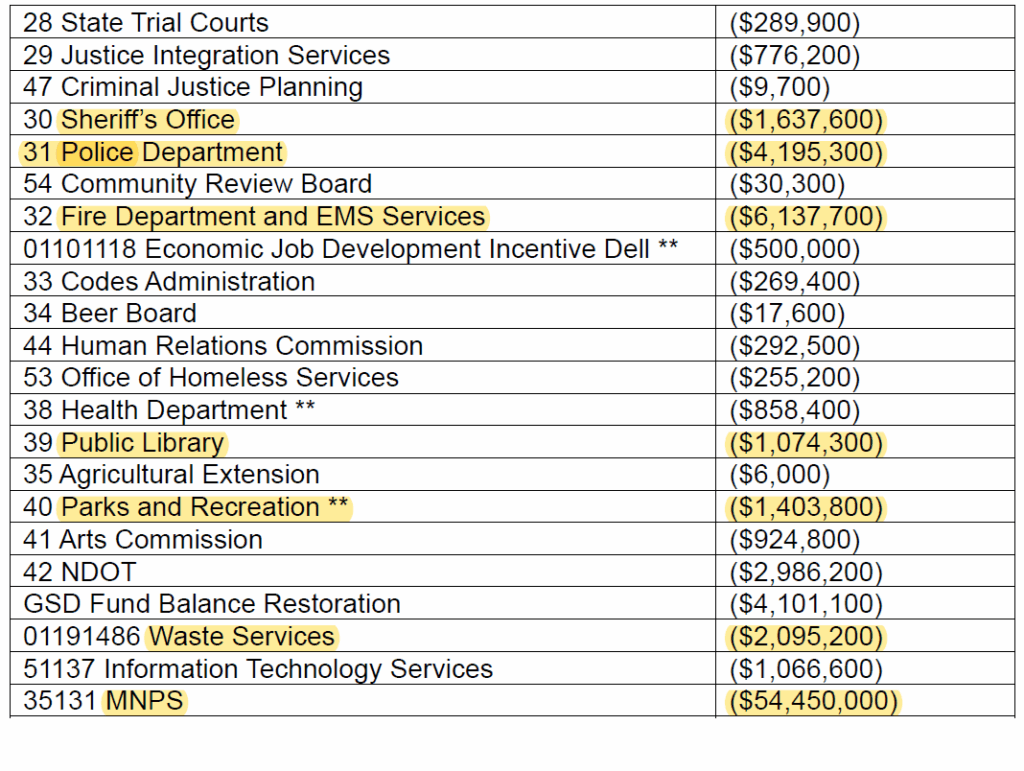 28 State Trial Courts ($289,900)
29 Justice Integration Services ($776,200)
47 Criminal Justice Planning ($9,700)
30 Sheriff’s Office ($1,637,600)
31 Police Department ($4,195,300)
54 Community Review Board ($30,300)
32 Fire Department and EMS Services ($6,137,700)
01101118 Economic Job Development Incentive Dell ** ($500,000)
33 Codes Administration ($269,400)
34 Beer Board ($17,600)
44 Human Relations Commission ($292,500)
53 Office of Homeless Services ($255,200)
38 Health Department ** ($858,400)
39 Public Library ($1,074,300)
35 Agricultural Extension ($6,000)
40 Parks and Recreation ** ($1,403,800)
41 Arts Commission ($924,800)
42 NDOT ($2,986,200)
GSD Fund Balance Restoration ($4,101,100)
01191486 Waste Services ($2,095,200)
51137 Information Technology Services ($1,066,600)
35131 MNPS ($54,450,000)